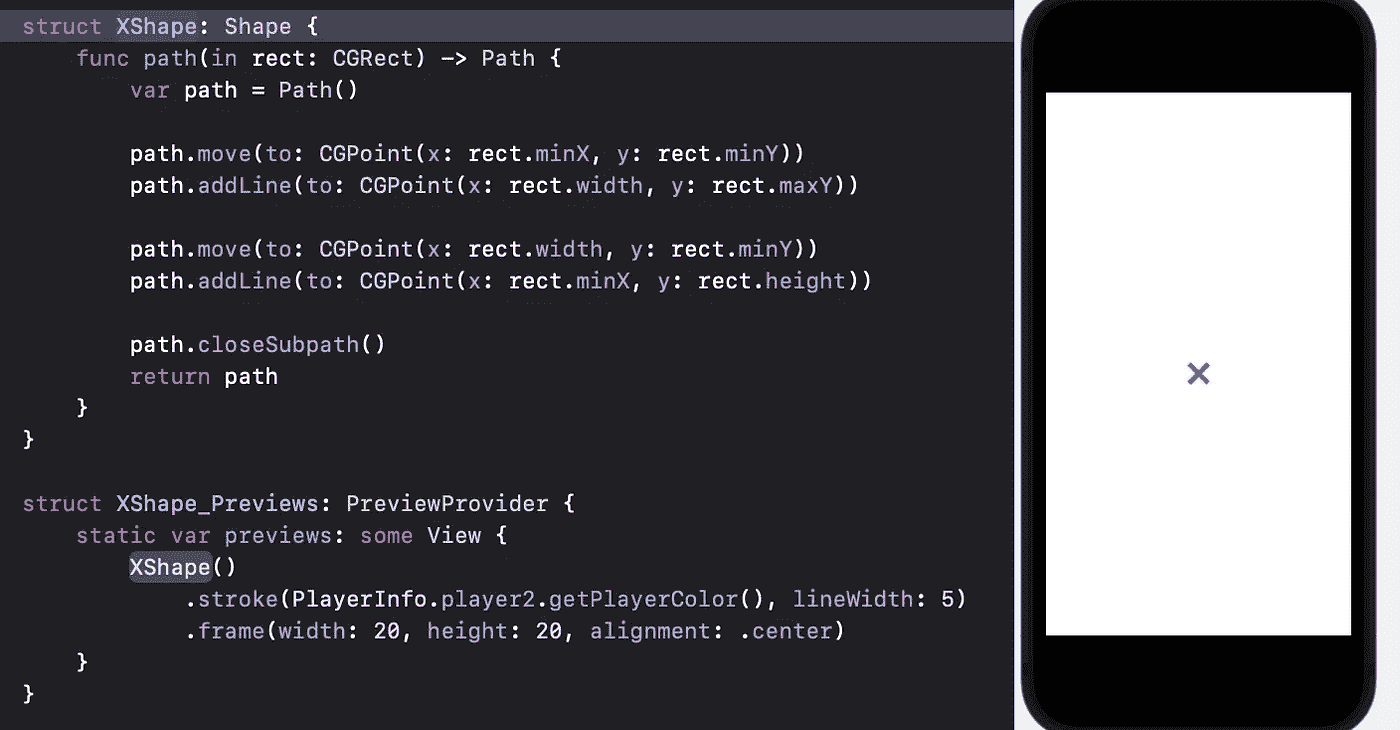 struct XShape: Shape {
    func path(in rect: CGRect) -> Path {
        var path = Path()
        path.move(to: CGPoint(x: rect.minX, y: rect.minY))
        path.addLine(to: CGPoint(x: rect.width, y: rect.maxY))
        path.move(to: CGPoint(x: rect.width, y: rect.minY))
        path.addLine(to: CGPoint(x: rect.minX, y: rect.height))
        path.closeSubpath()
        return path
    }
}
struct XShape_Previews: PreviewProvider {
    static var previews: some View {
        XShape()
            .stroke(PlayerInfo.player2.getPlayerColor(), lineWidth: 5)
            .frame(width: 20, height: 20, alignment: .center)
    }
}